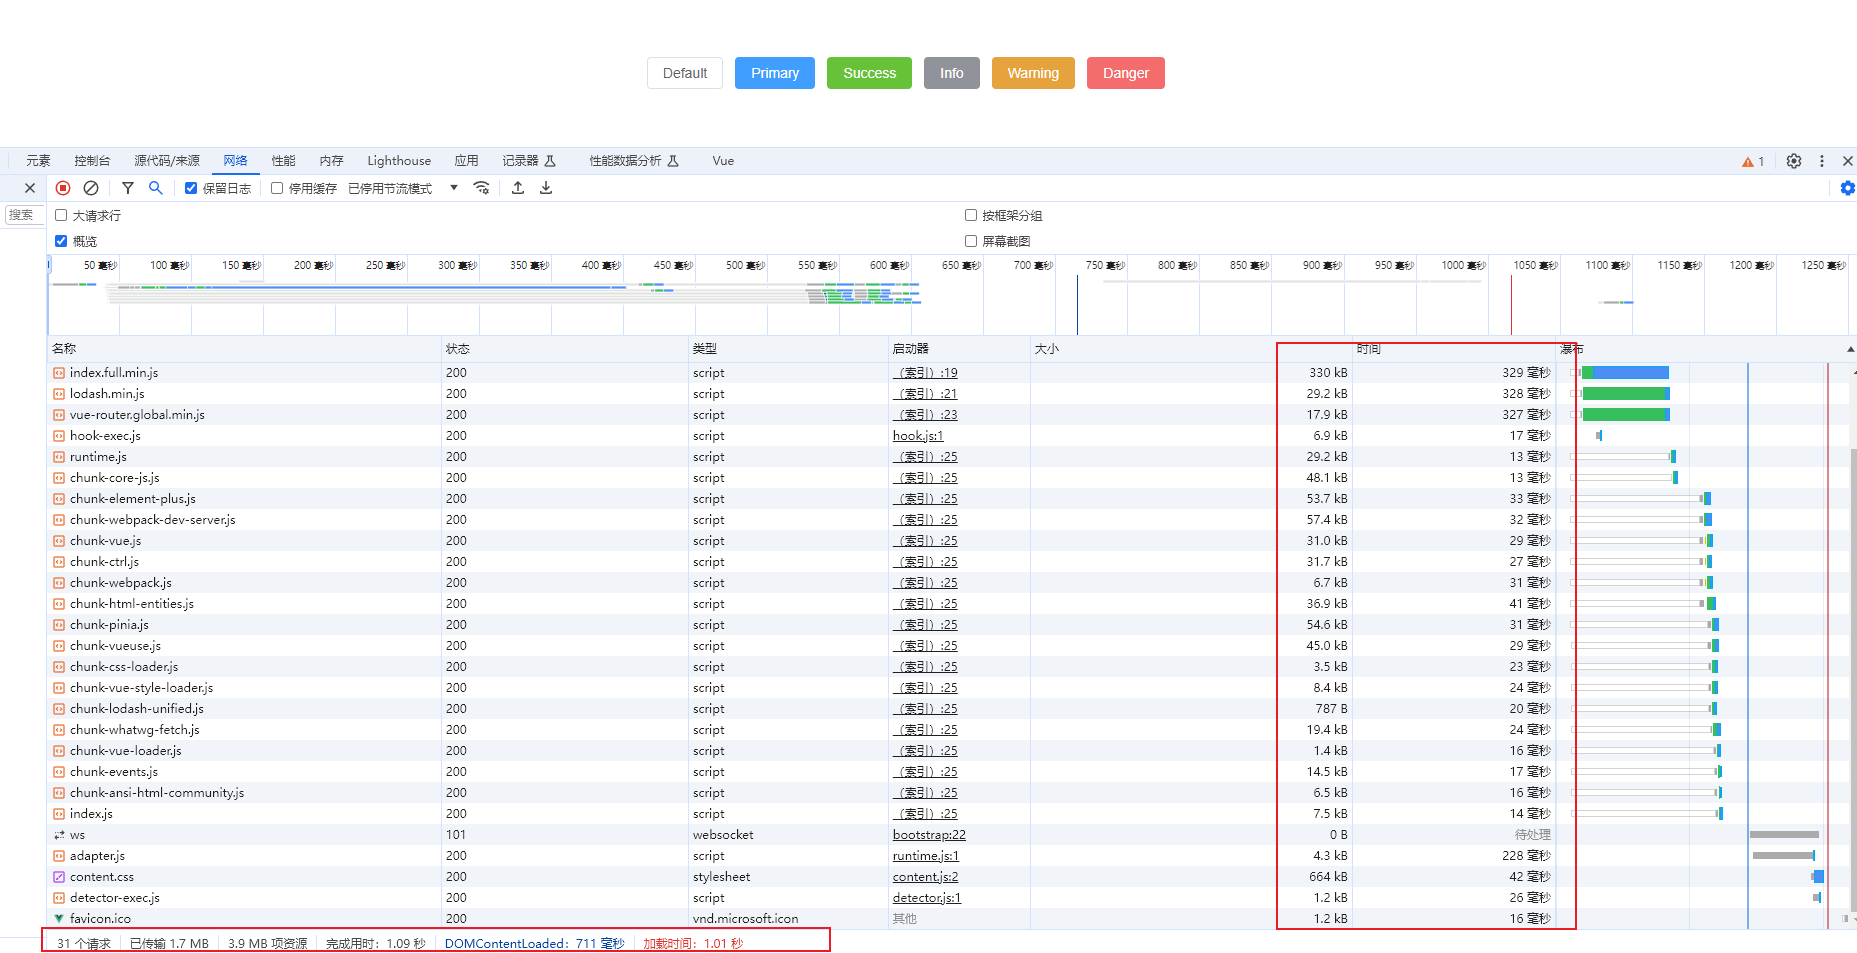 Default Primary Success Info Warning Danger
元素 控制台 源代码/来源 网络 性能 内存 Lighthouse 应用 记录器 性能数据分析 Vue 1
保留日志 停用缓存 已停用节流模式
搜索 大请求行 按框架分组
概览 屏幕截图
50 毫秒 100 毫秒 150 毫秒 200 毫秒 250 毫秒 300 毫秒 350 毫秒 400 毫秒 450 毫秒 500 毫秒 550 毫秒 600 毫秒 650 毫秒 700 毫秒 750 毫秒 800 毫秒 850 毫秒 900 毫秒 950 毫秒 1000 毫秒 1050 毫秒 1100 毫秒 1150 毫秒 1200 毫秒 1250 毫秒
名称 状态 类型 启动器 大小 时间 瀑布
index.full.min.js 200 script （索引）:19 330 kB 329 毫秒
lodash.min.js 200 script （索引）:21 29.2 kB 328 毫秒
vue-router.global.min.js 200 script （索引）:23 17.9 kB 327 毫秒
hook-exec.js 200 script hook.js:1 6.9 kB 17 毫秒
runtime.js 200 script （索引）:25 29.2 kB 13 毫秒
chunk-core-js.js 200 script （索引）:25 48.1 kB 13 毫秒
chunk-element-plus.js 200 script （索引）:25 53.7 kB 33 毫秒
chunk-webpack-dev-server.js 200 script （索引）:25 57.4 kB 32 毫秒
chunk-vue.js 200 script （索引）:25 31.0 kB 29 毫秒
chunk-ctrl.js 200 script （索引）:25 31.7 kB 27 毫秒
chunk-webpack.js 200 script （索引）:25 6.7 kB 31 毫秒
chunk-html-entities.js 200 script （索引）:25 36.9 kB 41 毫秒
chunk-pinia.js 200 script （索引）:25 54.6 kB 31 毫秒
chunk-vueuse.js 200 script （索引）:25 45.0 kB 29 毫秒
chunk-css-loader.js 200 script （索引）:25 3.5 kB 23 毫秒
chunk-vue-style-loader.js 200 script （索引）:25 8.4 kB 24 毫秒
chunk-lodash-unified.js 200 script （索引）:25 787 B 20 毫秒
chunk-whatwg-fetch.js 200 script （索引）:25 19.4 kB 24 毫秒
chunk-vue-loader.js 200 script （索引）:25 1.4 kB 16 毫秒
chunk-events.js 200 script （索引）:25 14.5 kB 17 毫秒
chunk-ansi-html-community.js 200 script （索引）:25 6.5 kB 16 毫秒
index.js 200 script （索引）:25 7.5 kB 14 毫秒
ws 101 websocket bootstrap:22 0 B 待处理
adapter.js 200 script runtime.js:1 4.3 kB 228 毫秒
content.css 200 stylesheet content.js:2 664 kB 42 毫秒
detector-exec.js 200 script detector.js:1 1.2 kB 26 毫秒
favicon.ico 200 vnd.microsoft.icon 其他 1.2 kB 16 毫秒
31 个请求 已传输 1.7 MB 3.9 MB 项资源 完成用时：1.09 秒 DOMContentLoaded：711 毫秒 加载时间：1.01 秒